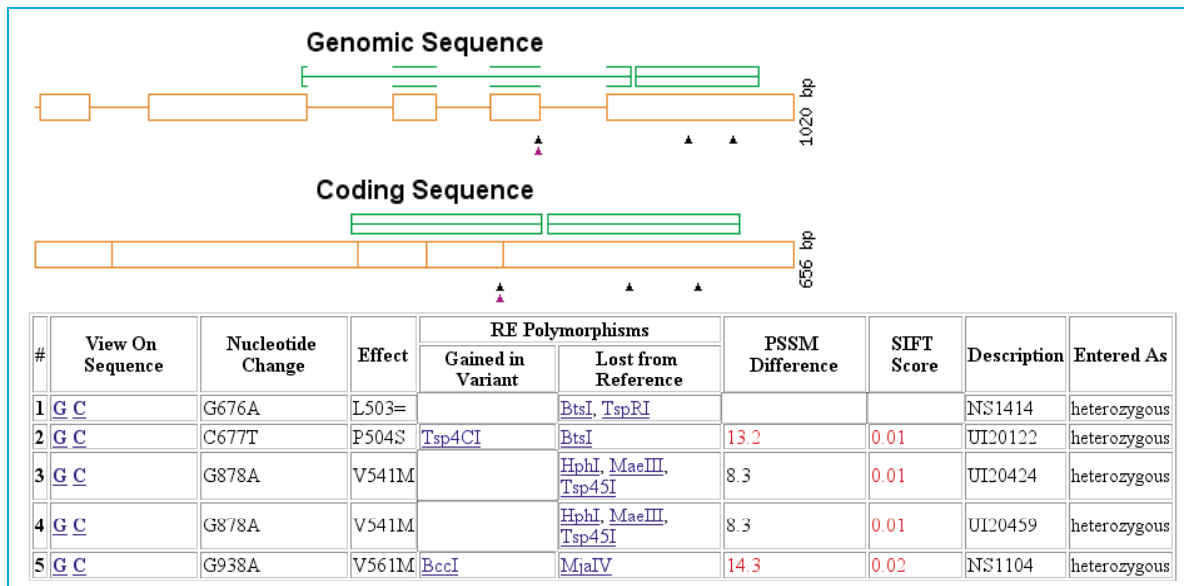 Genomic Sequence
1020 bp
Coding Sequence
656 bp
# View On Sequence Nucleotide Change Effect RE Polymorphisms PSSM Difference SIFT Score Description Entered As
Gained in Variant Lost from Reference
1 G C G676A L503= BtsI, TspRI NS1414 heterozygous
2 G C C677T P504S Tsp4CI BtsI 13.2 0.01 UI20122 heterozygous
3 G C G878A V541M HphI, MaeIII, Tsp45I 8.3 0.01 UI20424 heterozygous
4 G C G878A V541M HphI, MaeIII, Tsp45I 8.3 0.01 UI20459 heterozygous
5 G C G938A V561M BccI MjaIV 14.3 0.02 NS1104 heterozygous